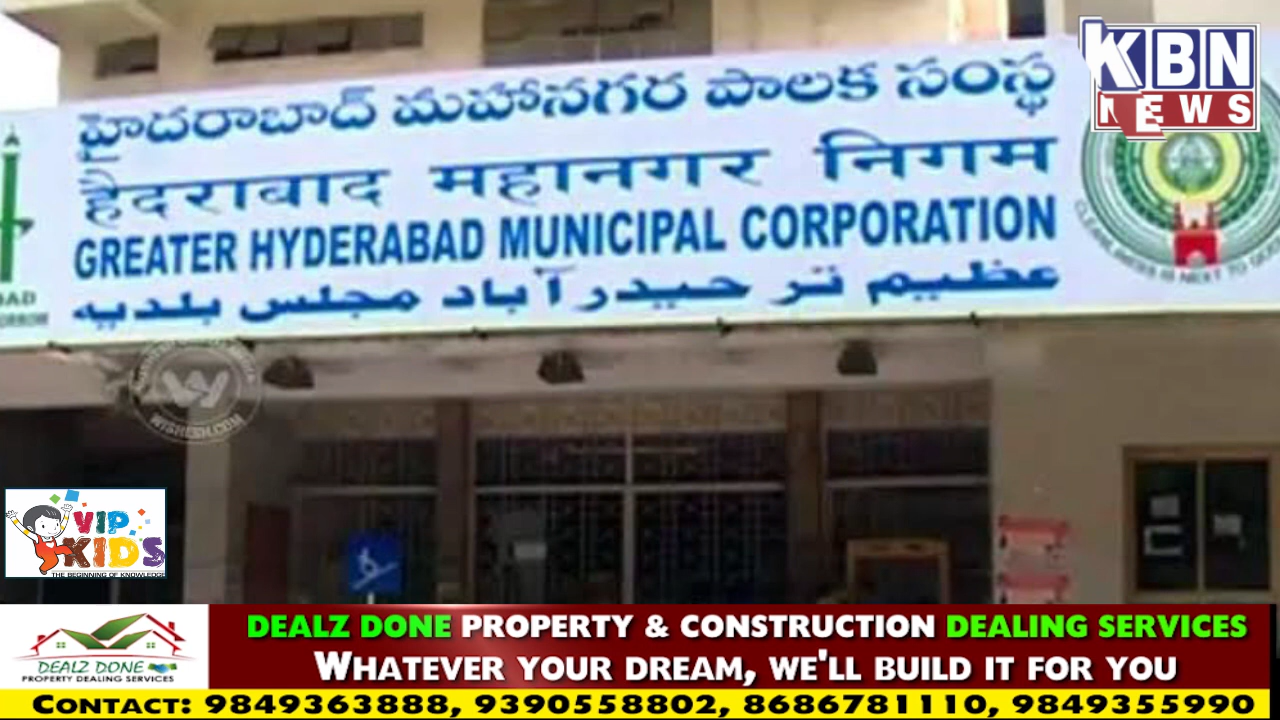 KBN
NEWS
హైదరాబాద్ మహానగర పాలక సంస్థ
हैदराबाद महानगर निगम
GREATER HYDERABAD MUNICIPAL CORPORATION
عظیم تر حیدرآباد مجلس بلدیہ
WISHESH.COM
VIP
KIDS
THE BEGINNING OF KNOWLEDGE
DEALZ DONE
PROPERTY DEALING SERVICES
DEALZ DONE PROPERTY & CONSTRUCTION DEALING SERVICES
WHATEVER YOUR DREAM, WE'LL BUILD IT FOR YOU
CONTACT: 9849363888, 9390558802, 8686781110, 9849355990